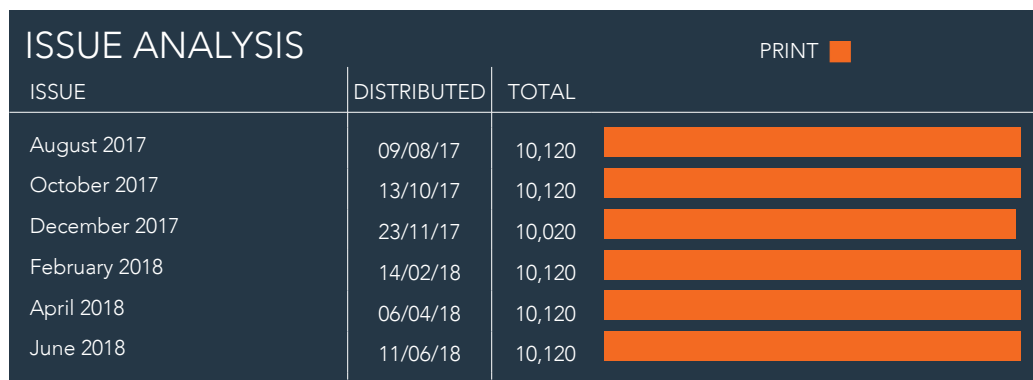 ISSUE ANALYSIS
PRINT
ISSUE DISTRIBUTED TOTAL
August 2017 09/08/17 10,120
October 2017 13/10/17 10,120
December 2017 23/11/17 10,020
February 2018 14/02/18 10,120
April 2018 06/04/18 10,120
June 2018 11/06/18 10,120